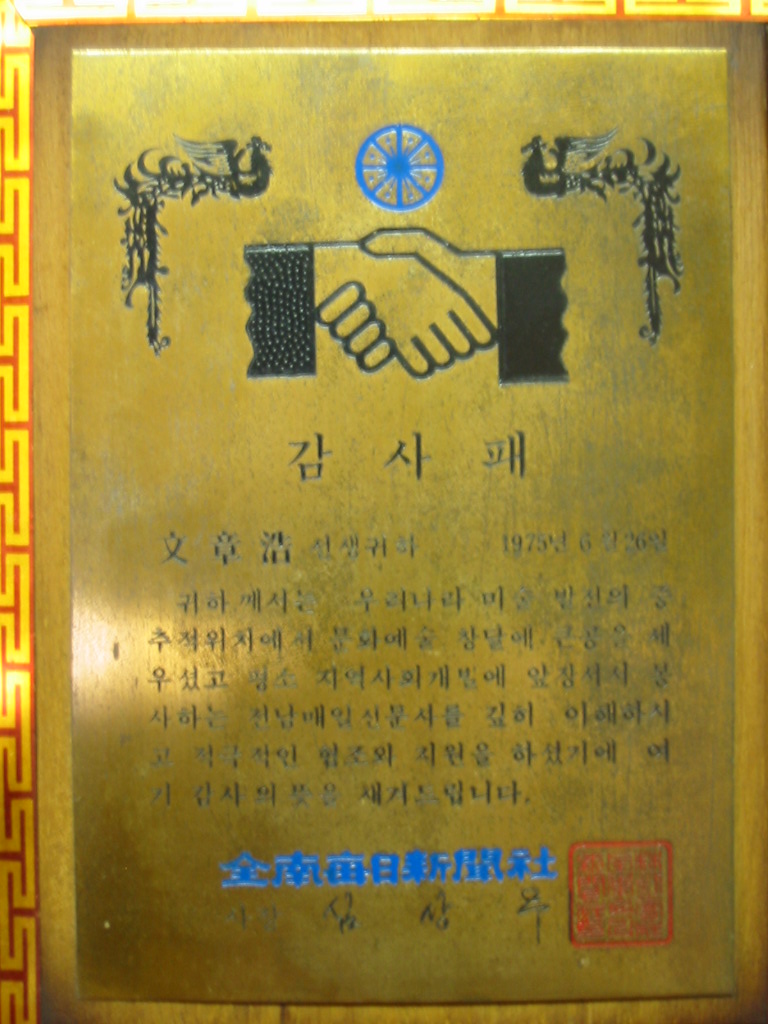 감 사 패
文 章 浩 선생귀하 1975년 6월26일
귀하께서는 우리나라 미술 발전의 중
추적위치에서 문화예술 창달에 큰공을 세
우셨고 평소 지역사회개발에 앞장서서 봉
사하는 전남매일신문사를 깊히 이해하시
고 적극적인 협조와 지원을 하셨기에 여
기 감사의 뜻을 새겨드립니다.
全南每日新聞社
사장 심 상 우